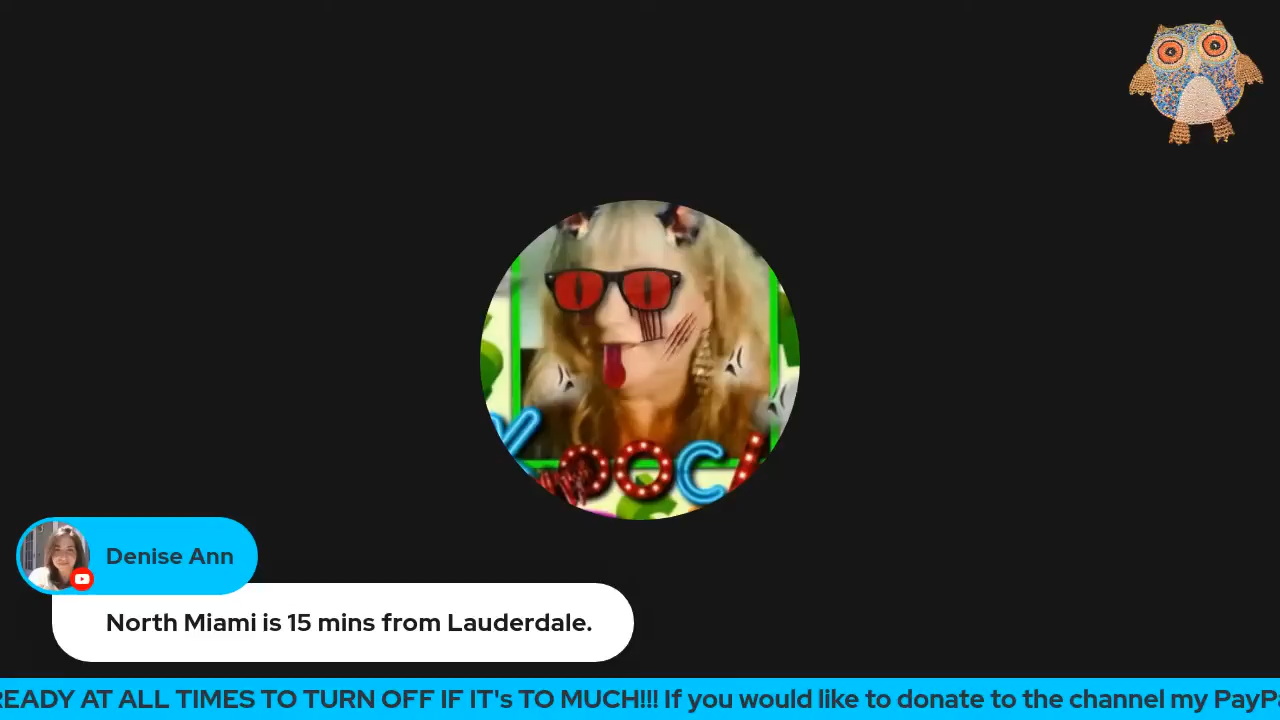 Denise Ann
North Miami is 15 mins from Lauderdale.
READY AT ALL TIMES TO TURN OFF IF IT's TO MUCH!!! If you would like to donate to the channel my PayPa